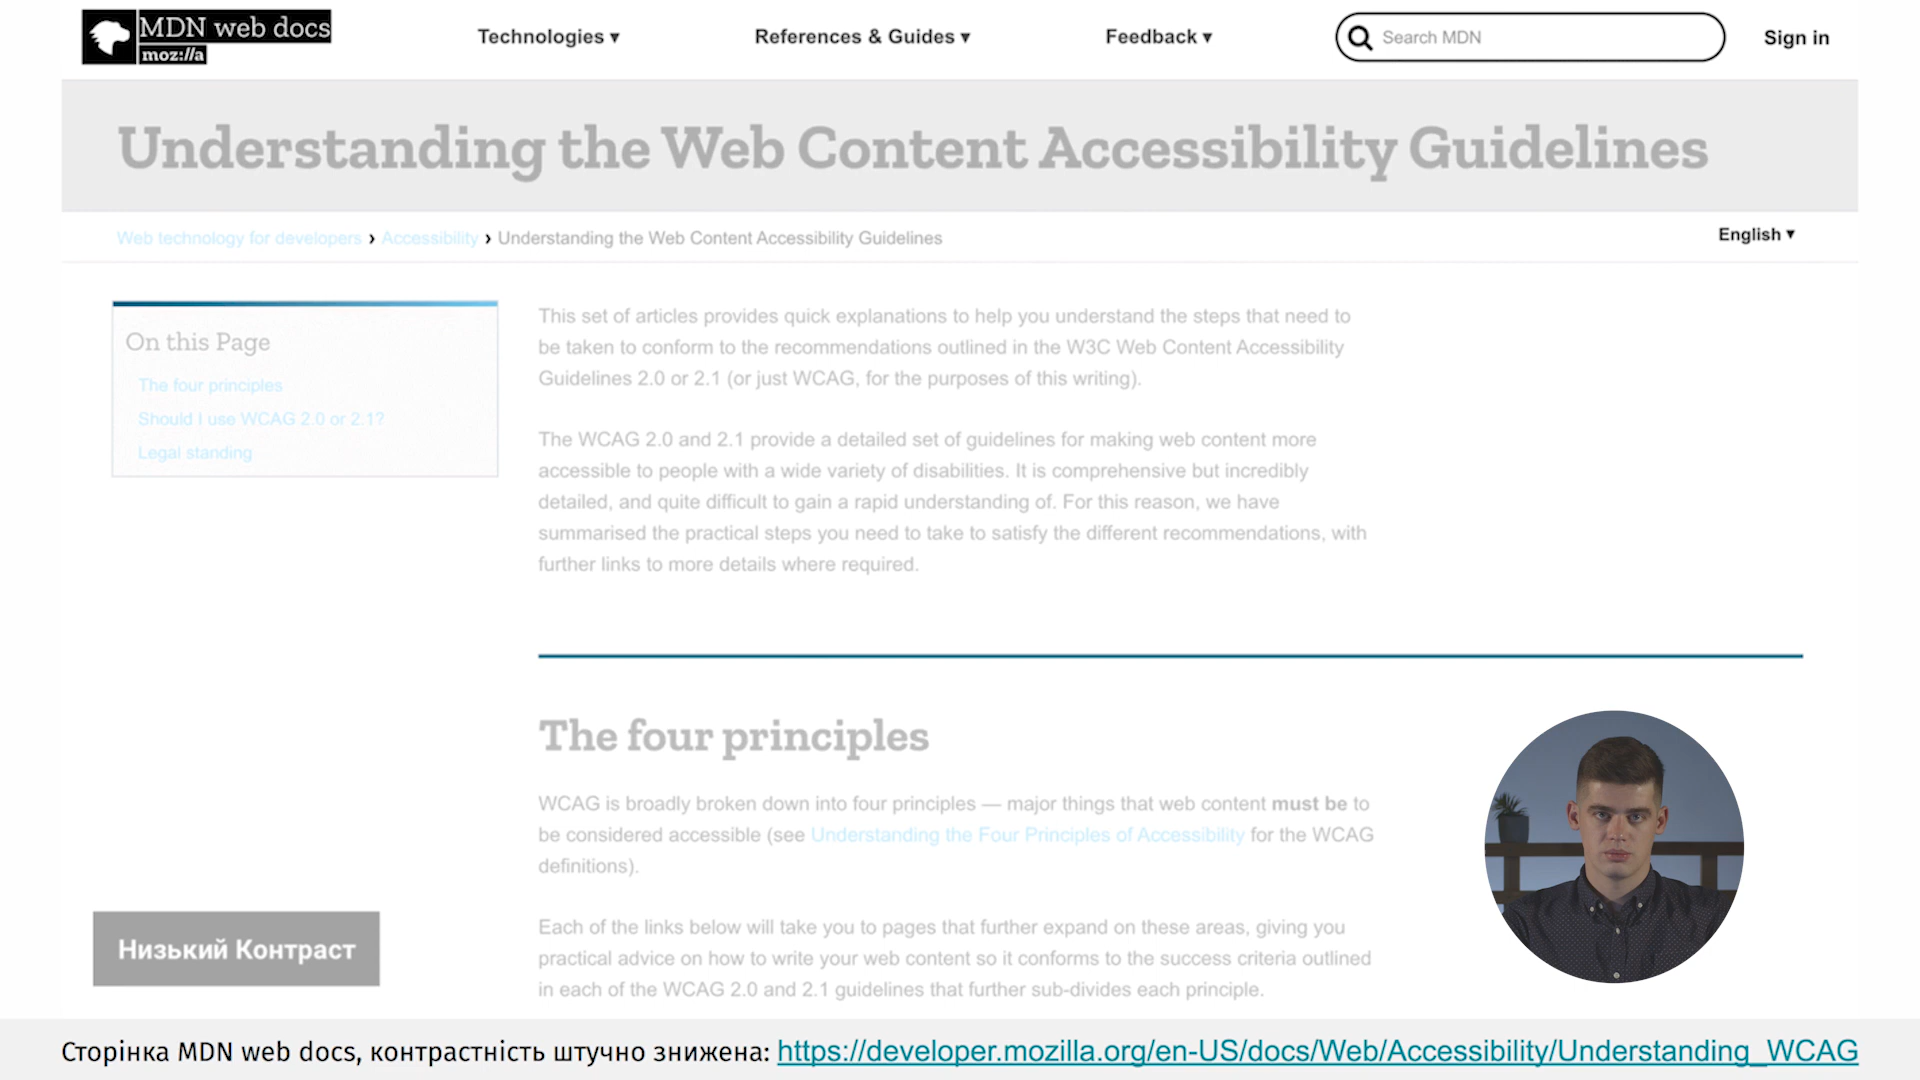 MDN web docs
moz://a
Technologies ▾
References & Guides ▾
Feedback ▾
Search MDN
Sign in
Understanding the Web Content Accessibility Guidelines
Web technology for developers › Accessibility › Understanding the Web Content Accessibility Guidelines
English ▾
On this Page
The four principles
Should I use WCAG 2.0 or 2.1?
Legal standing
This set of articles provides quick explanations to help you understand the steps that need to
be taken to conform to the recommendations outlined in the W3C Web Content Accessibility
Guidelines 2.0 or 2.1 (or just WCAG, for the purposes of this writing).
The WCAG 2.0 and 2.1 provide a detailed set of guidelines for making web content more
accessible to people with a wide variety of disabilities. It is comprehensive but incredibly
detailed, and quite difficult to gain a rapid understanding of. For this reason, we have
summarised the practical steps you need to take to satisfy the different recommendations, with
further links to more details where required.
The four principles
WCAG is broadly broken down into four principles — major things that web content must be to
be considered accessible (see Understanding the Four Principles of Accessibility for the WCAG
definitions).
Each of the links below will take you to pages that further expand on these areas, giving you
practical advice on how to write your web content so it conforms to the success criteria outlined
in each of the WCAG 2.0 and 2.1 guidelines that further sub-divides each principle.
Низький Контраст
Сторінка MDN web docs, контрастність штучно знижена: https://developer.mozilla.org/en-US/docs/Web/Accessibility/Understanding_WCAG